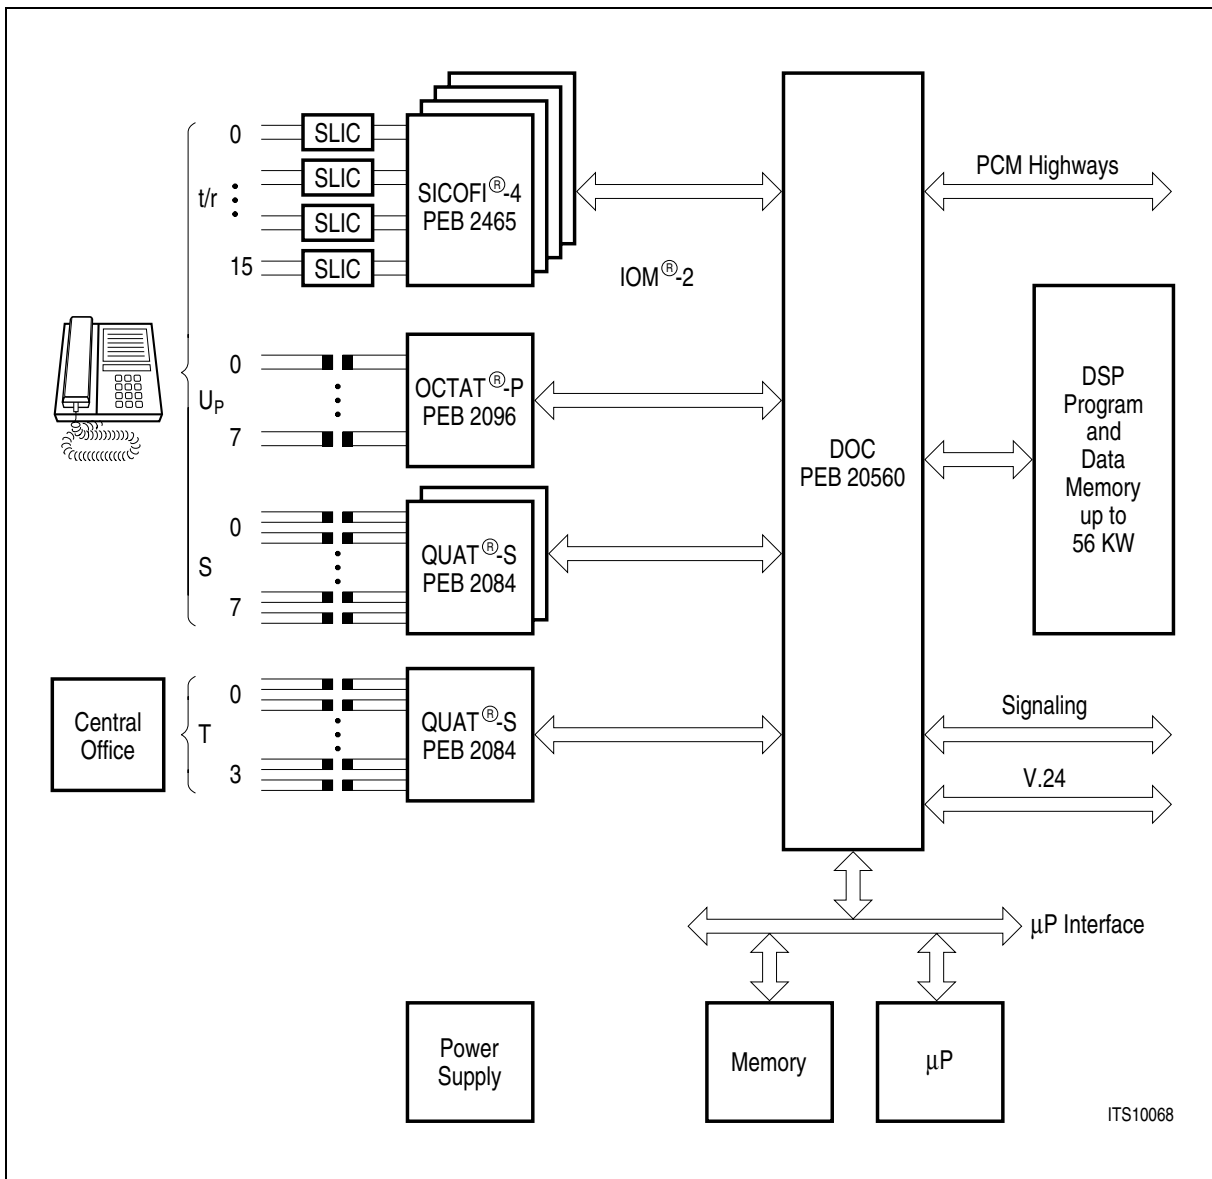 0
SLIC
SLIC
t/r
SLIC
15
SLIC
SICOFI®-4
PEB 2465
IOM®-2
PCM Highways
0
UP
7
OCTAT®-P
PEB 2096
DOC
PEB 20560
DSP
Program
and
Data
Memory
up to
56 KW
0
S
7
QUAT®-S
PEB 2084
Central
Office
0
T
3
QUAT®-S
PEB 2084
Signaling
V.24
µP Interface
Power
Supply
Memory
µP
ITS10068